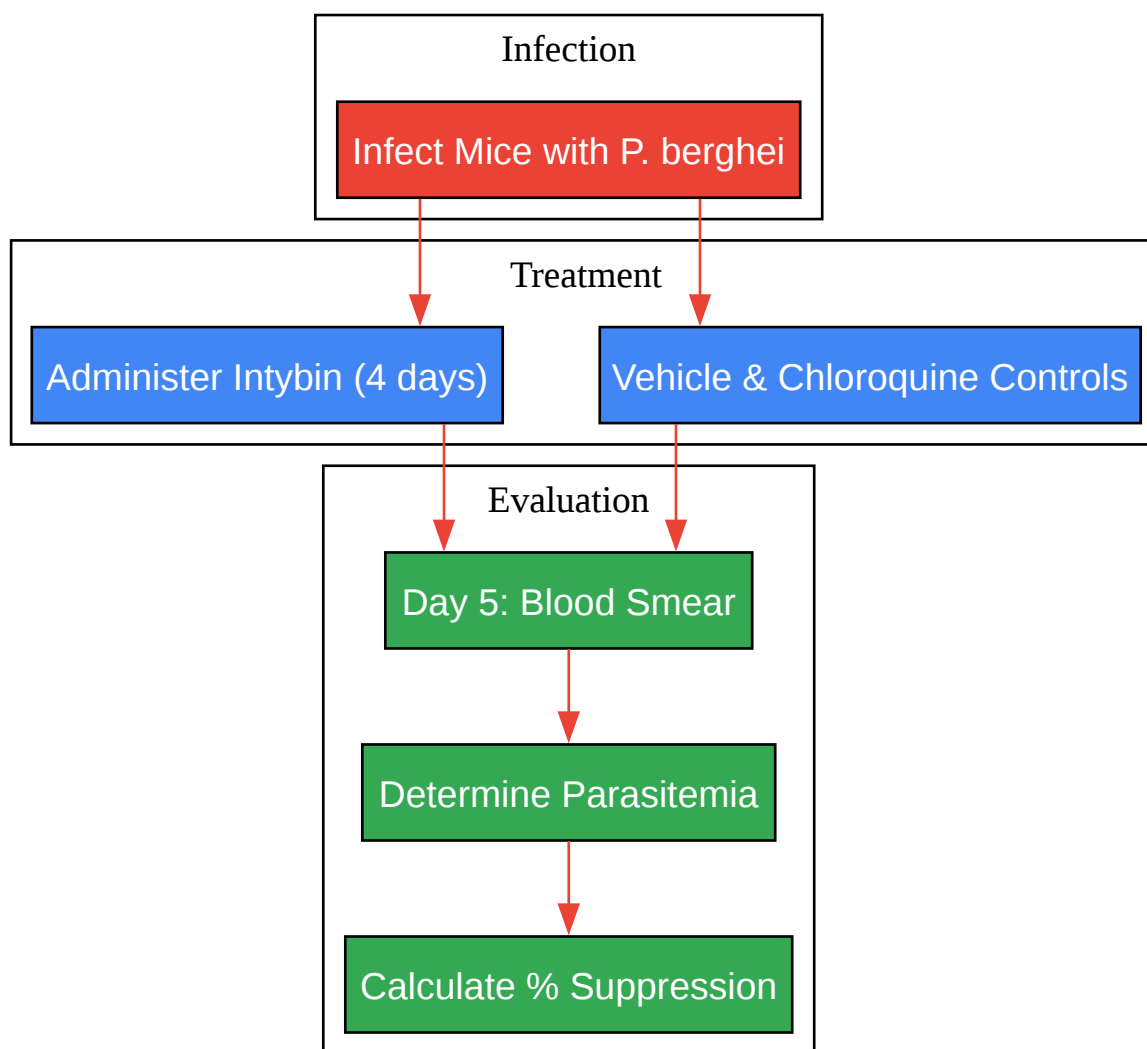 Infection
Infect Mice with P. berghei
Treatment
Administer Intybin (4 days)
Vehicle & Chloroquine Controls
Evaluation
Day 5: Blood Smear
Determine Parasitemia
Calculate % Suppression